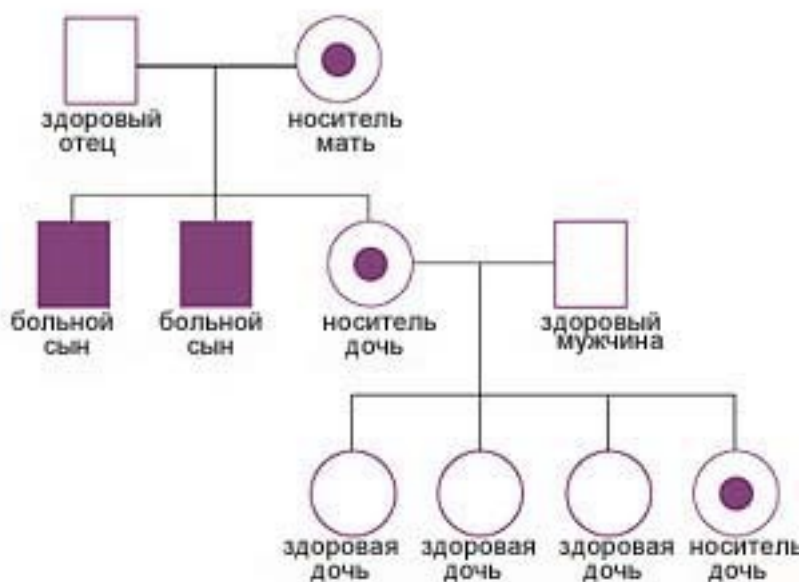 здоровый
отец
носитель
мать
больной
сын
больной
сын
носитель
дочь
здоровый
мужчина
здоровая
дочь
здоровая
дочь
здоровая
дочь
носитель
дочь